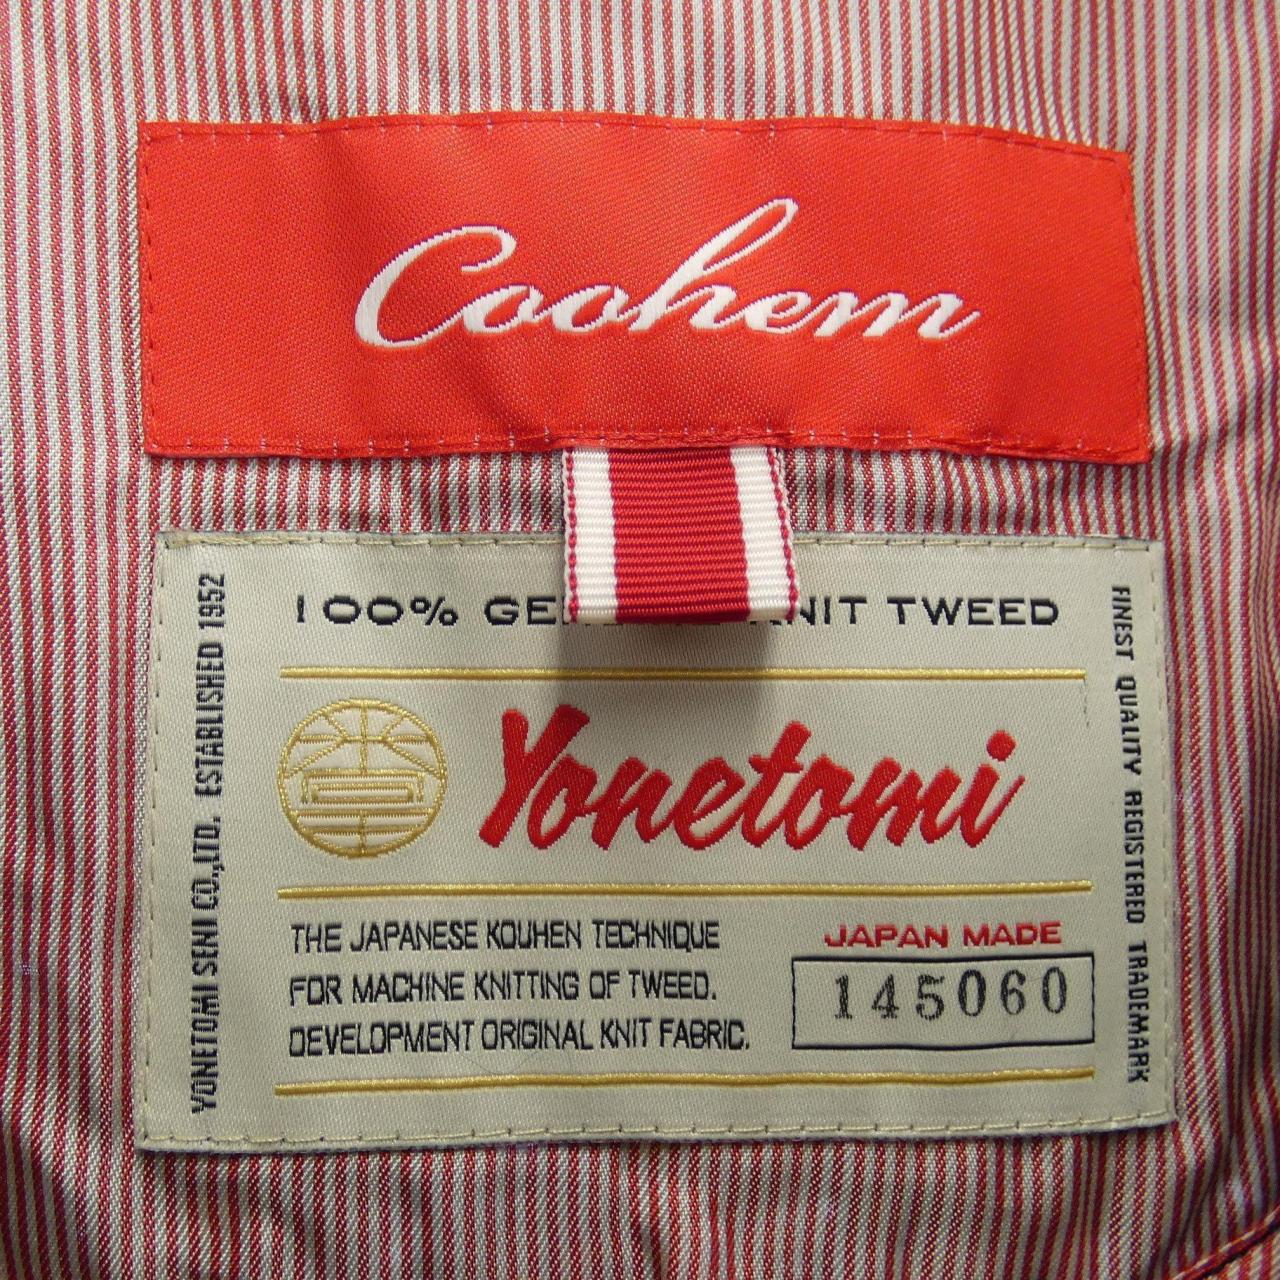 Coohem
100% GE KNIT TWEED
YONETOMI SENI CO.,LTD. ESTABLISHED 1952
Yonetomi
FINEST QUALITY REGISTERED TRADEMARK
THE JAPANESE KOUHEN TECHNIQUE
FOR MACHINE KNITTING OF TWEED.
DEVELOPMENT ORIGINAL KNIT FABRIC.
JAPAN MADE
145060